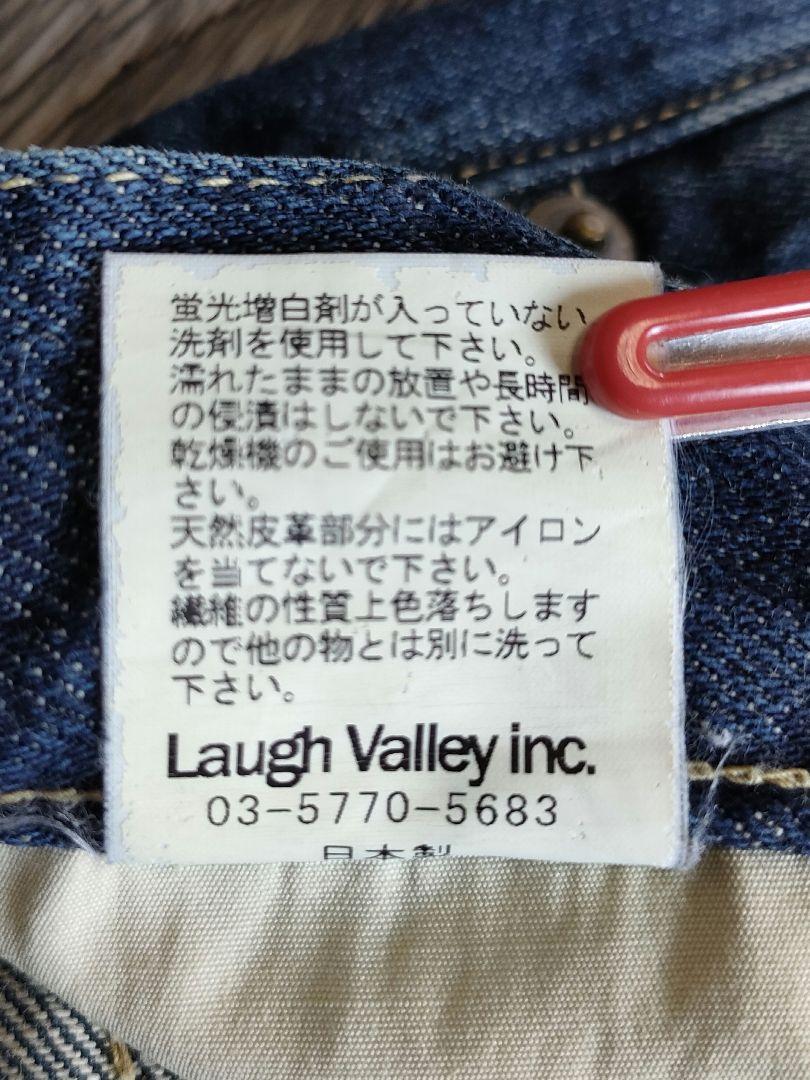 蛍光増白剤が入っていない
洗剤を使用して下さい。
濡れたままの放置や長時間
の侵漬はしないで下さい。
乾燥機のご使用はお避け下
さい。
天然皮革部分にはアイロン
を当てないで下さい。
繊維の性質上色落ちします
ので他の物とは別に洗って
下さい。
Laugh Valley inc.
03-5770-5683
日本製